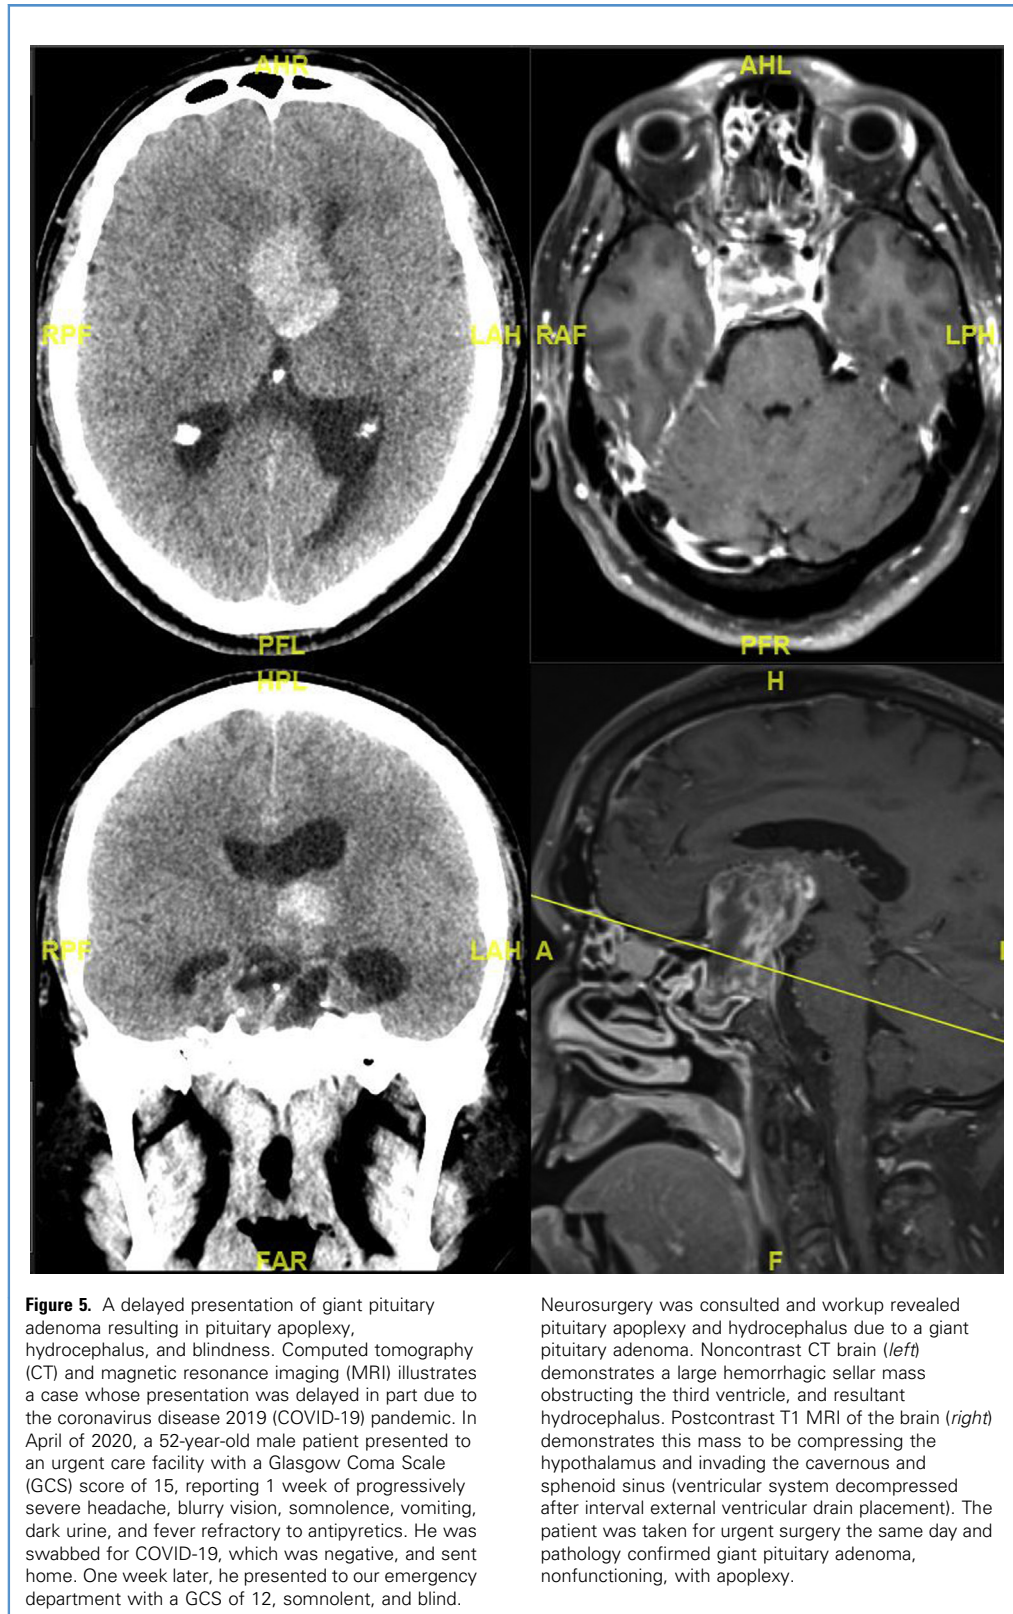 AHR
AHL
RPF
LAH
RAF
LPH
PFL
PFR
HPL
H
RPF
LAH
A
FAR
F
Figure 5. A delayed presentation of giant pituitary
adenoma resulting in pituitary apoplexy,
hydrocephalus, and blindness. Computed tomography
(CT) and magnetic resonance imaging (MRI) illustrates
a case whose presentation was delayed in part due to
the coronavirus disease 2019 (COVID-19) pandemic. In
April of 2020, a 52-year-old male patient presented to
an urgent care facility with a Glasgow Coma Scale
(GCS) score of 15, reporting 1 week of progressively
severe headache, blurry vision, somnolence, vomiting,
dark urine, and fever refractory to antipyretics. He was
swabbed for COVID-19, which was negative, and sent
home. One week later, he presented to our emergency
department with a GCS of 12, somnolent, and blind.
Neurosurgery was consulted and workup revealed
pituitary apoplexy and hydrocephalus due to a giant
pituitary adenoma. Noncontrast CT brain (left)
demonstrates a large hemorrhagic sellar mass
obstructing the third ventricle, and resultant
hydrocephalus. Postcontrast T1 MRI of the brain (right)
demonstrates this mass to be compressing the
hypothalamus and invading the cavernous and
sphenoid sinus (ventricular system decompressed
after interval external ventricular drain placement). The
patient was taken for urgent surgery the same day and
pathology confirmed giant pituitary adenoma,
nonfunctioning, with apoplexy.